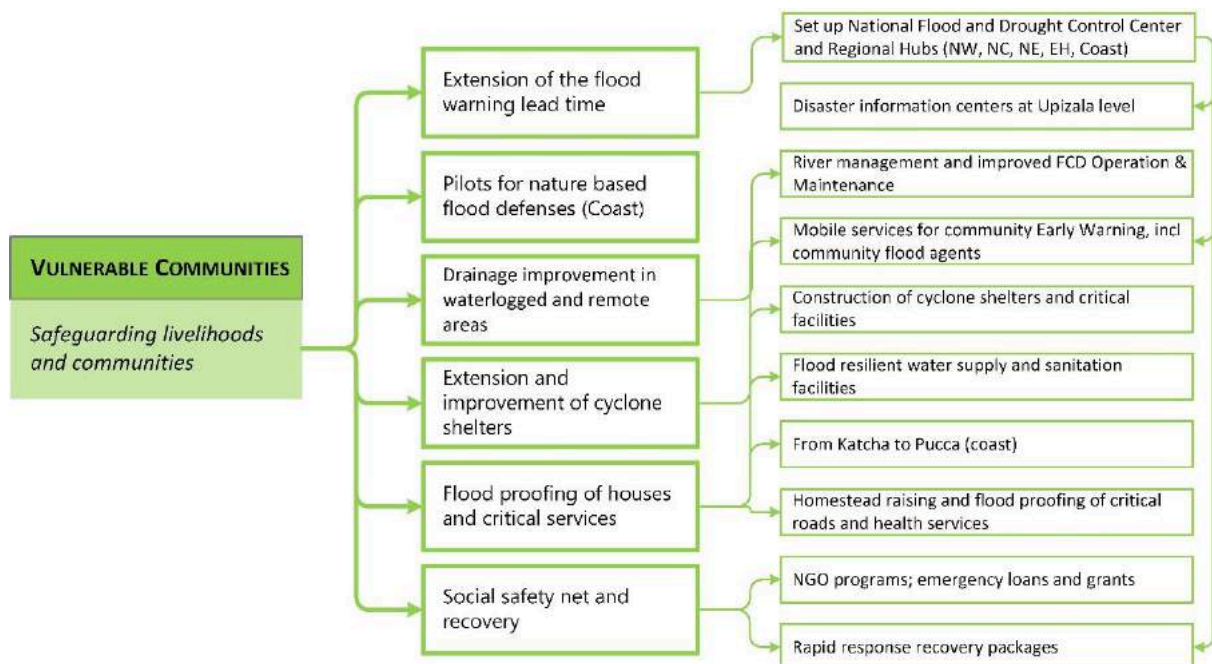 VULNERABLE COMMUNITIES
Safeguarding livelihoods
and communities
Extension of the flood
warning lead time
Pilots for nature based
flood defenses (Coast)
Drainage improvement in
waterlogged and remote
areas
Extension and
improvement of cyclone
shelters
Flood proofing of houses
and critical services
Social safety net and
recovery
Set up National Flood and Drought Control Center
and Regional Hubs (NW, NC, NE, EH, Coast)
Disaster information centers at Upizala level
River management and improved FCD Operation &
Maintenance
Mobile services for community Early Warning, incl
community flood agents
Construction of cyclone shelters and critical
facilities
Flood resilient water supply and sanitation
facilities
From Katcha to Pucca (coast)
Homestead raising and flood proofing of critical
roads and health services
NGO programs; emergency loans and grants
Rapid response recovery packages